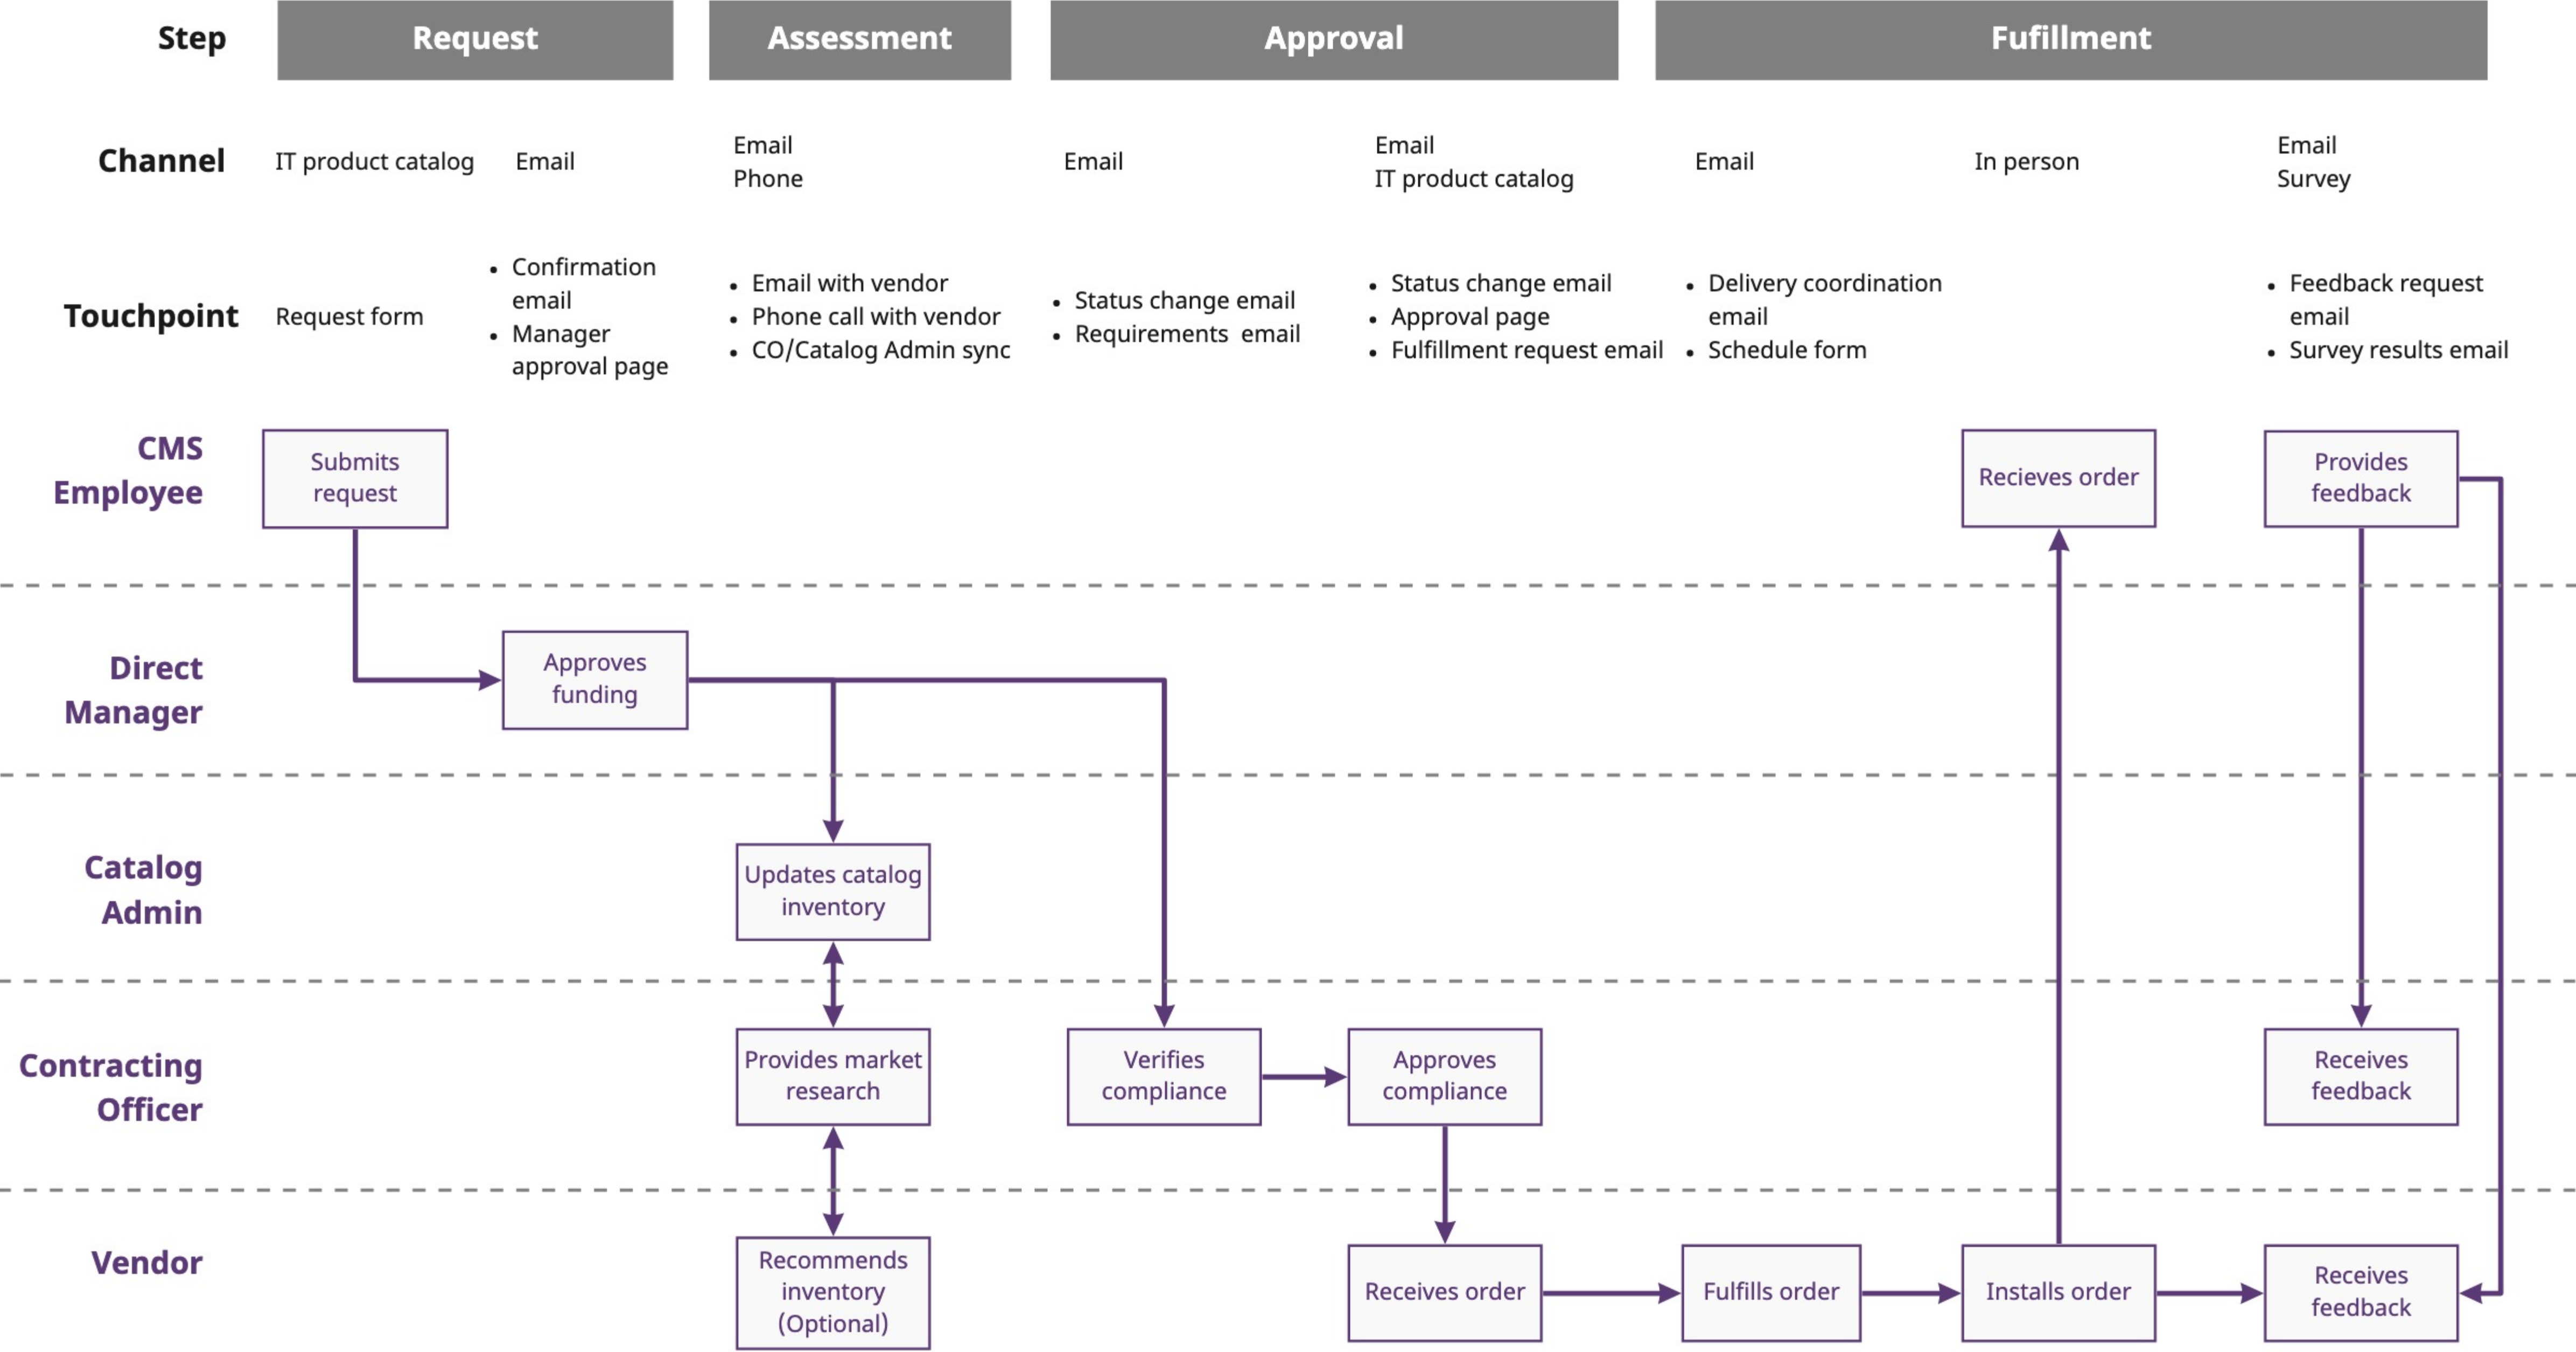 Step
Request
Assessment
Approval
Fufillment
Channel
IT product catalog
Email
Email
Phone
Email
Email
IT product catalog
Email
In person
Email
Survey
Touchpoint
Request form
• Confirmation
email
• Manager
approval page
• Email with vendor
• Phone call with vendor
• CO/Catalog Admin sync
• Status change email
• Requirements  email
• Status change email
• Approval page
• Fulfillment request email
• Delivery coordination
email
• Schedule form
• Feedback request
email
• Survey results email
CMS
Employee
Submits
request
Recieves order
Provides
feedback
Direct
Manager
Approves
funding
Catalog
Admin
Updates catalog
inventory
Contracting
Officer
Provides market
research
Verifies
compliance
Approves
compliance
Receives
feedback
Vendor
Recommends
inventory
(Optional)
Receives order
Fulfills order
Installs order
Receives
feedback